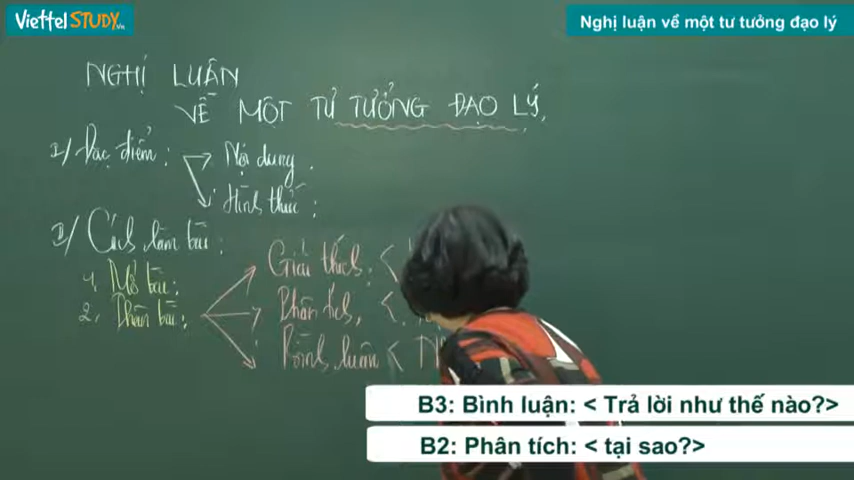 ViettelSTUDY.vn
Nghị luận về một tư tưởng đạo lý
NGHỊ LUẬN
VỀ MỘT TƯ TƯỞNG ĐẠO LÝ.
I/ Đặc điểm:
Nội dung.
Hình thức:
II/ Cách làm bài:
1, Mở bài:
2, Thân bài:
Giải thích: <
Phân tích, <
Bình luận <
B3: Bình luận: < Trả lời như thế nào?>
B2: Phân tích: < tại sao?>